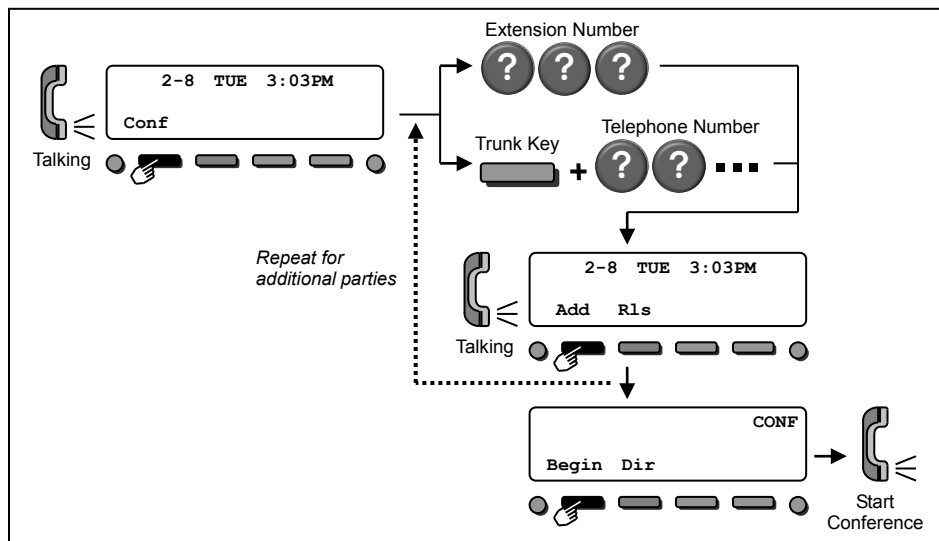 Extension Number
? ? ?
2-8 TUE 3:03PM
Conf
Talking
Trunk Key
+
Telephone Number
? ? ...
Repeat for
additional parties
2-8 TUE 3:03PM
Add Rls
Talking
CONF
Begin Dir
Start
Conference